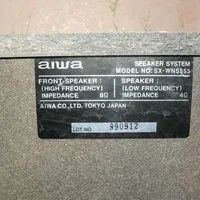 aiwa
SPEAKER SYSTEM
MODEL NO. SX-WNS555
FRONT SPEAKER : SPEAKER :
(HIGH FREQUENCY) (LOW FREQUENCY)
IMPEDANCE 8Ω IMPEDANCE 4Ω
AIWA CO.,LTD. TOKYO JAPAN
LOT NO. 990912